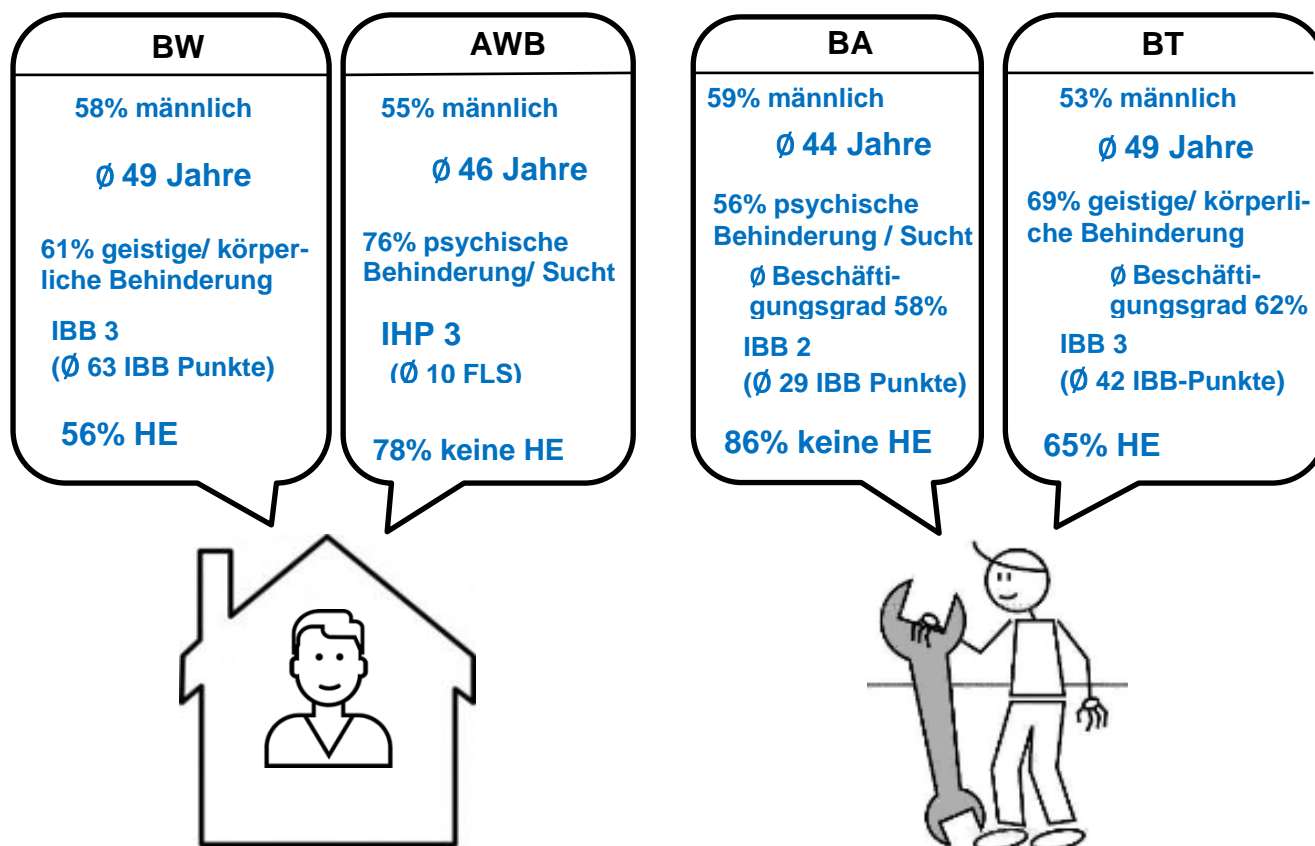 BW
58% männlich
Ø 49 Jahre
61% geistige/ körper-
liche Behinderung
IBB 3
(Ø 63 IBB Punkte)
56% HE
AWB
55% männlich
Ø 46 Jahre
76% psychische
Behinderung/ Sucht
IHP 3
(Ø 10 FLS)
78% keine HE
BA
59% männlich
Ø 44 Jahre
56% psychische
Behinderung / Sucht
Ø Beschäfti-
gungsgrad 58%
IBB 2
(Ø 29 IBB Punkte)
86% keine HE
BT
53% männlich
Ø 49 Jahre
69% geistige/ körperli-
che Behinderung
Ø Beschäfti-
gungsgrad 62%
IBB 3
(Ø 42 IBB-Punkte)
65% HE